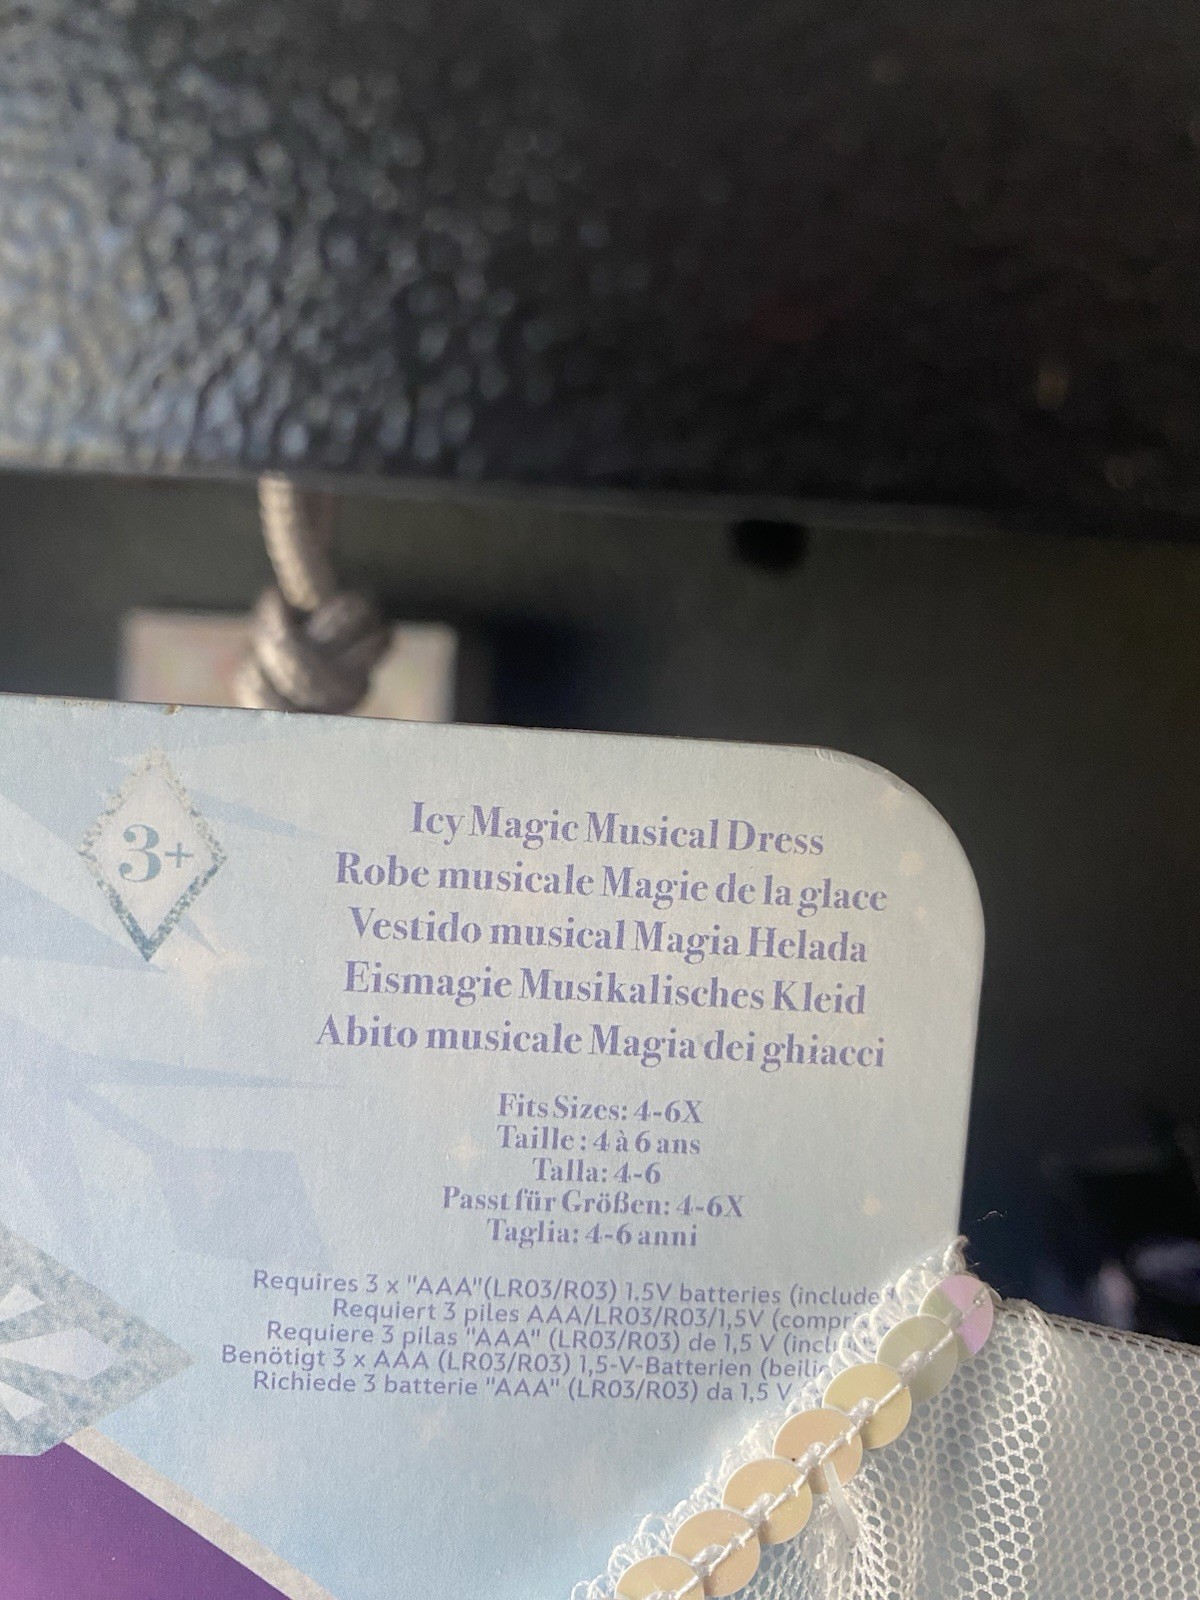 3+
Icy Magic Musical Dress
Robe musicale Magie de la glace
Vestido musical Magia Helada
Eismagie Musikalisches Kleid
Abito musicale Magia dei ghiacci
Fits Sizes: 4-6X
Taille : 4 à 6 ans
Talla: 4-6
Passt für Größen: 4-6X
Taglia: 4-6 anni
Requires 3 x "AAA"(LR03/R03) 1.5V batteries
Requiert 3 piles AAA/LR03/R03/1,5V
Requiere 3 pilas "AAA" (LR03/R03) de 1,5 V
Benötigt 3 x AAA (LR03/R03) 1,5-V-Batterien
Richiede 3 batterie "AAA" (LR03/R03) da 1,5 V